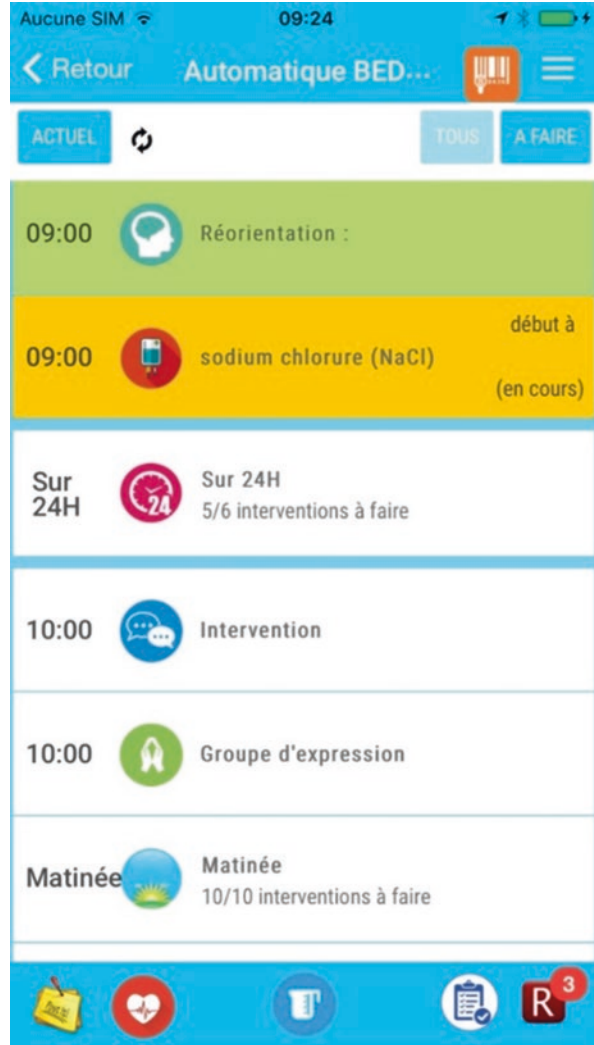 Aucune SIM 09:24
Retour Automatique BED...
ACTUEL TOUS A FAIRE
09:00 Réorientation :
début à
09:00 sodium chlorure (NaCl)
(en cours)
Sur 24H Sur 24H
5/6 interventions à faire
24
10:00 Intervention
10:00 Groupe d'expression
Matinée Matinée
10/10 interventions à faire
R 3